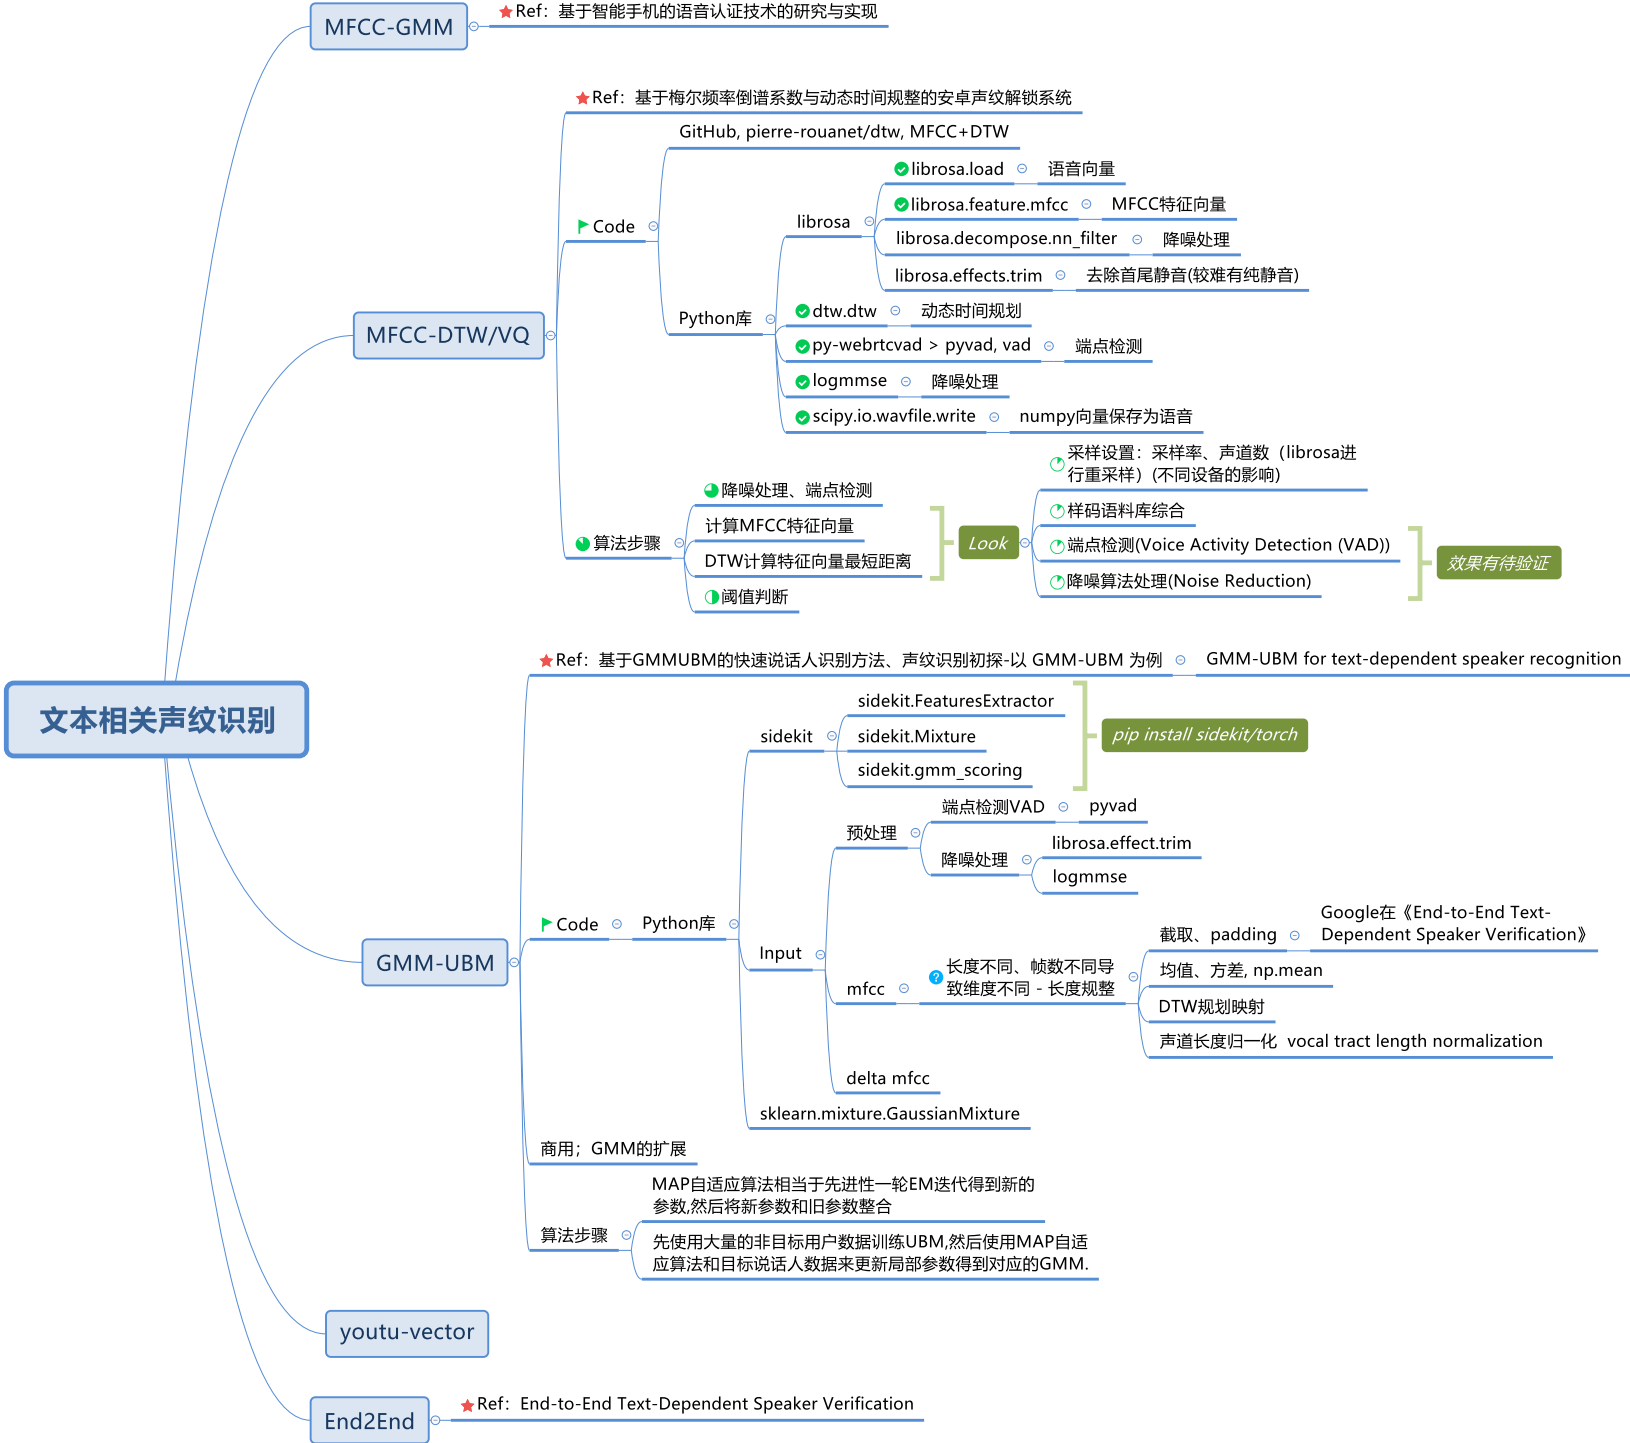 MFCC-GMM
Ref：基于智能手机的语音认证技术的研究与实现
Ref：基于梅尔频率倒谱系数与动态时间规整的安卓声纹解锁系统
GitHub, pierre-rouanet/dtw, MFCC+DTW
librosa.load
语音向量
librosa.feature.mfcc
MFCC特征向量
librosa
Code
librosa.decompose.nn_filter
降噪处理
librosa.effects.trim
去除首尾静音(较难有纯静音)
Python库
dtw.dtw
动态时间规划
MFCC-DTW/VQ
py-webrtcvad > pyvad, vad
端点检测
logmmse
降噪处理
scipy.io.wavfile.write
numpy向量保存为语音
采样设置：采样率、声道数（librosa进
行重采样）(不同设备的影响)
降噪处理、端点检测
样码语料库综合
计算MFCC特征向量
算法步骤
Look
端点检测(Voice Activity Detection (VAD))
效果有待验证
DTW计算特征向量最短距离
降噪算法处理(Noise Reduction)
阈值判断
Ref：基于GMMUBM的快速说话人识别方法、声纹识别初探-以 GMM-UBM 为例
GMM-UBM for text-dependent speaker recognition
文本相关声纹识别
sidekit.FeaturesExtractor
sidekit
sidekit.Mixture
pip install sidekit/torch
sidekit.gmm_scoring
端点检测VAD
pyvad
预处理
librosa.effect.trim
降噪处理
logmmse
Code
Python库
Google在《End-to-End Text-
Dependent Speaker Verification》
截取、padding
Input
GMM-UBM
长度不同、帧数不同导
致维度不同 - 长度规整
均值、方差, np.mean
mfcc
DTW规划映射
声道长度归一化  vocal tract length normalization
delta mfcc
sklearn.mixture.GaussianMixture
商用；GMM的扩展
MAP自适应算法相当于先进性一轮EM迭代得到新的
参数,然后将新参数和旧参数整合
算法步骤
先使用大量的非目标用户数据训练UBM,然后使用MAP自适
应算法和目标说话人数据来更新局部参数得到对应的GMM.
youtu-vector
End2End
Ref：End-to-End Text-Dependent Speaker Verification